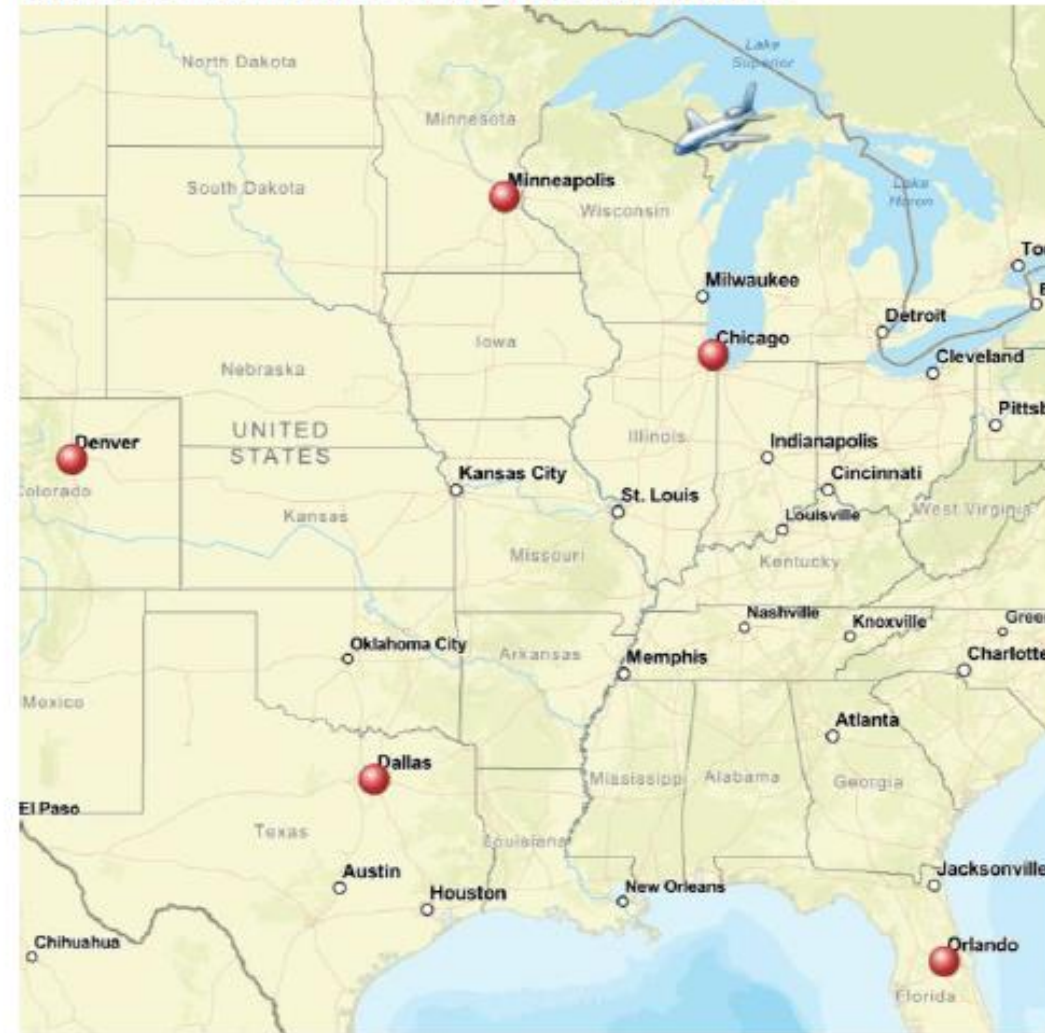 Lake
Superior
North Dakota
Minnesota
Minneapolis
South Dakota
Wisconsin
Lake
Huron
Milwaukee
Detroit
Iowa
Chicago
Cleveland
Nebraska
Pittsb
UNITED
STATES
Illinois
Indianapolis
Denver
Kansas City
Cincinnati
Colorado
St. Louis
Kansas
Louisville
West Virginia
Missouri
Kentucky
Nashville
Knoxville
Gree
Oklahoma City
Arkansas
Memphis
Charlotte
Mexico
Atlanta
Dallas
Mississipp
Alabama
Georgia
El Paso
Texas
Louisiana
Austin
Houston
New Orleans
Jacksonville
Chihuahua
Orlando
Florida